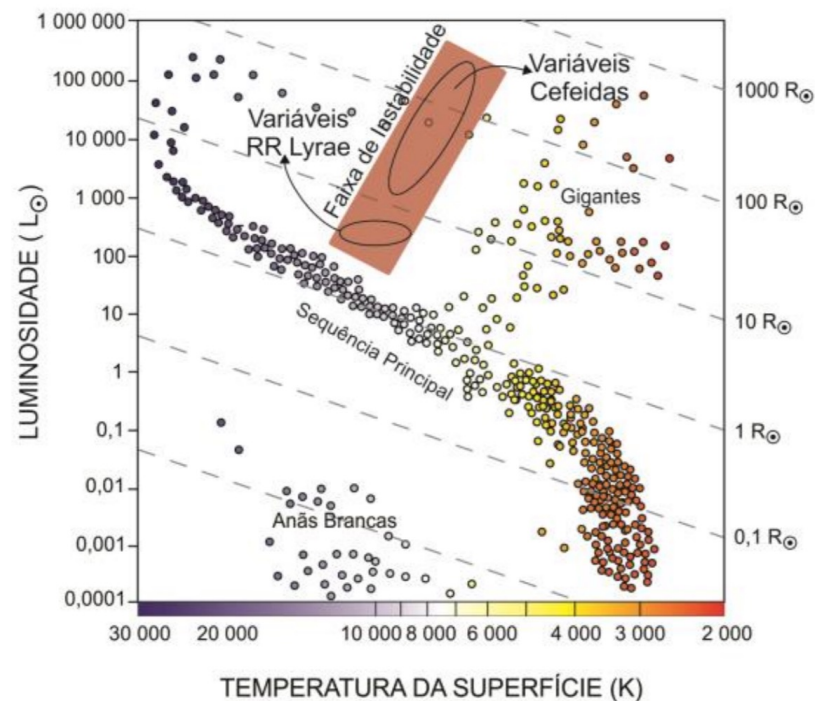 1 000 000
100 000
10 000
1 000
100
10
1
0,1
0,01
0,001
0,0001
LUMINOSIDADE ( L☉)
Faixa de Instabilidade
Variáveis
Cefeidas
Variáveis
RR Lyrae
Gigantes
Sequência Principal
Anãs Brancas
1000 R☉
100 R☉
10 R☉
1 R☉
0,1 R☉
30 000 20 000 10 000 8 000 6 000 4 000 3 000 2 000
TEMPERATURA DA SUPERFÍCIE (K)